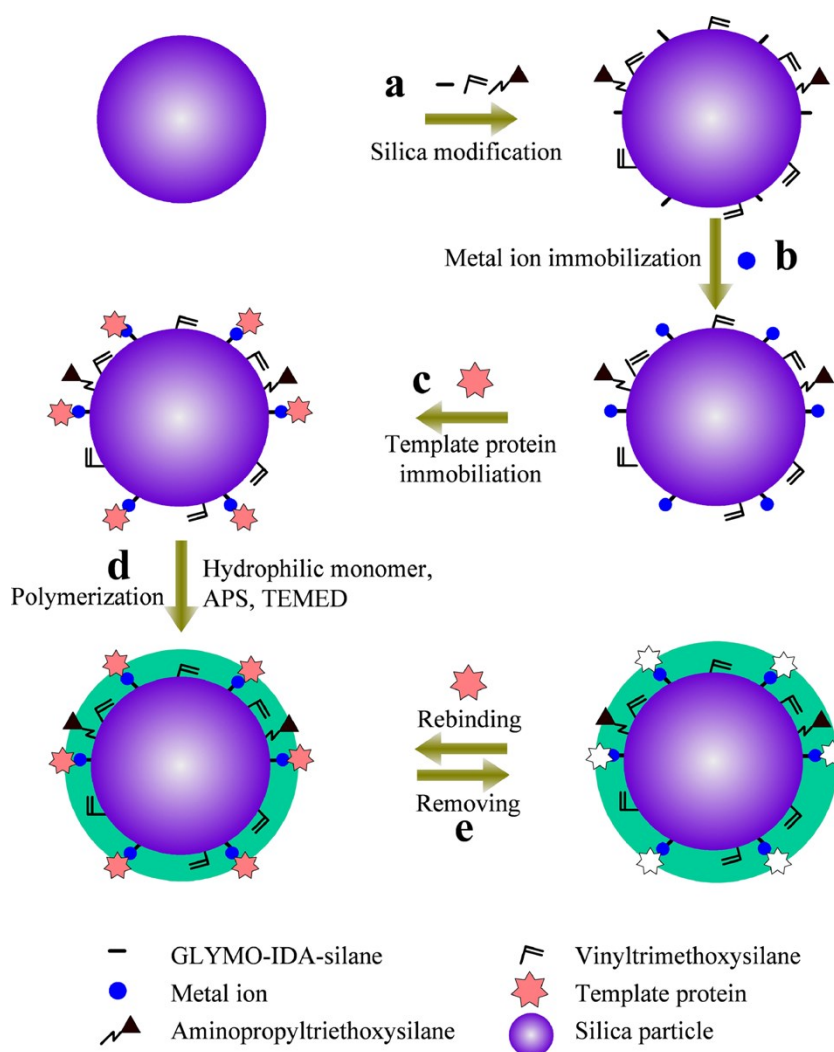 a
Silica modification
Metal ion immobilization
b
c
Template protein
immobiliation
d
Polymerization
Hydrophilic monomer,
APS, TEMED
Rebinding
Removing
e
GLYMO-IDA-silane
Vinyltrimethoxysilane
Metal ion
Template protein
Aminopropyltriethoxysilane
Silica particle